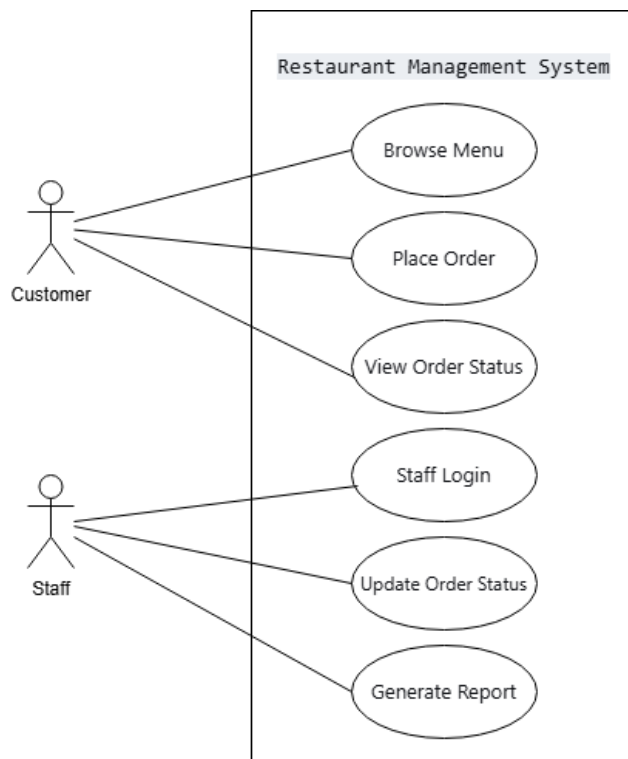 Restaurant Management System
Browse Menu
Place Order
Customer
View Order Status
Staff Login
Staff
Update Order Status
Generate Report